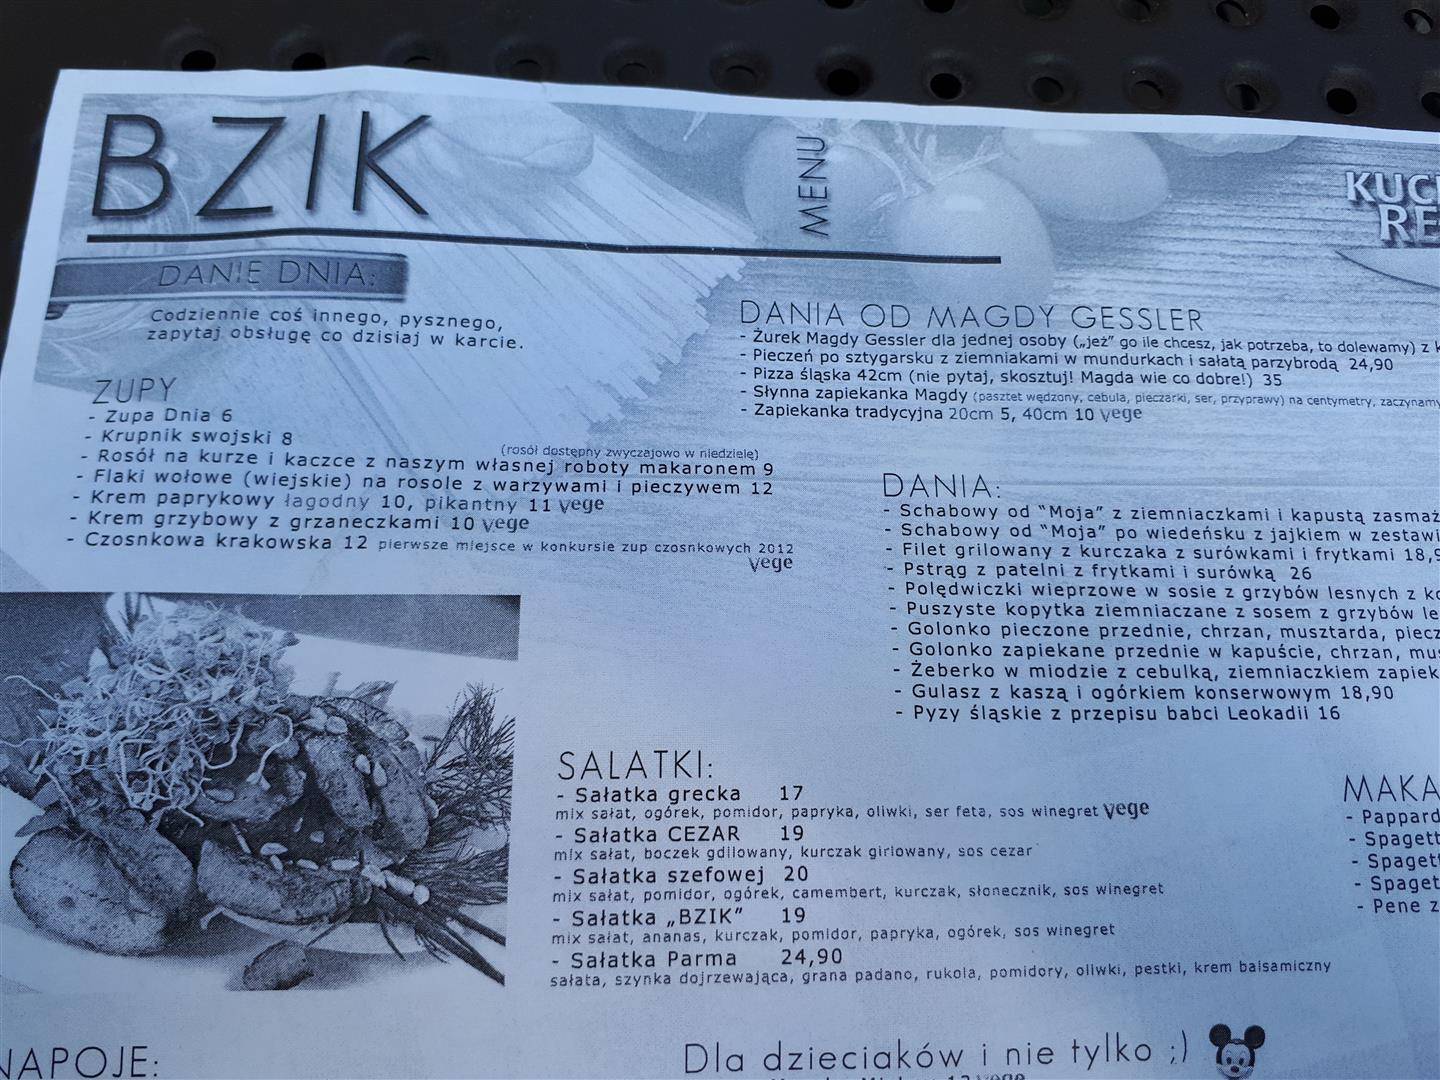 BZIK
MENU
DANIE DNIA:
Codziennie coś innego, pysznego,
zapytaj obsługę co dzisiaj w karcie.
ZUPY
- Zupa Dnia 6
- Krupnik swojski 8
(rosół dostępny zwyczajowo w niedzielę)
- Rosół na kurze i kaczce z naszym własnej roboty makaronem 9
- Flaki wołowe (wiejskie) na rosole z warzywami i pieczywem 12
- Krem paprykowy łagodny 10, pikantny 11 vege
- Krem grzybowy z grzaneczkami 10 vege
- Czosnkowa krakowska 12 pierwsze miejsce w konkursie zup czosnkowych 2012
vege
DANIA OD MAGDY GESSLER
- Żurek Magdy Gessler dla jednej osoby („jeż” go ile chcesz, jak potrzeba, to dolewamy) z
- Pieczeń po sztygarsku z ziemniakami w mundurkach i sałatą parzybrodą 24,90
- Pizza śląska 42cm (nie pytaj, skosztuj! Magda wie co dobre!) 35
- Słynna zapiekanka Magdy (pasztet wędzony, cebula, pieczarki, ser, przyprawy) na centymetry, zaczynamy
- Zapiekanka tradycyjna 20cm 5, 40cm 10 vege
DANIA:
- Schabowy od “Moja” z ziemniaczkami i kapustą zasmaż
- Schabowy od “Moja” po wiedeńsku z jajkiem w zestawi
- Filet grilowany z kurczaka z surówkami i frytkami 18,9
- Pstrąg z patelni z frytkami i surówką 26
- Polędwiczki wieprzowe w sosie z grzybów lesnych z
- Puszyste kopytka ziemniaczane z sosem z grzybów le
- Golonko pieczone przednie, chrzan, musztarda, piecz
- Golonko zapiekane przednie w kapuście, chrzan, mu
- Żeberko w miodzie z cebulką, ziemniaczkiem zapiek
- Gulasz z kaszą i ogórkiem konserwowym 18,90
- Pyzy śląskie z przepisu babci Leokadii 16
SALATKI:
- Sałatka grecka 17
mix sałat, ogórek, pomidor, papryka, oliwki, ser feta, sos winegret vege
- Sałatka CEZAR 19
mix sałat, boczek gdilowany, kurczak girlowany, sos cezar
- Sałatka szefowej 20
mix sałat, pomidor, ogórek, camembert, kurczak, słonecznik, sos winegret
- Sałatka „BZIK” 19
mix sałat, ananas, kurczak, pomidor, papryka, ogórek, sos winegret
- Sałatka Parma 24,90
sałata, szynka dojrzewająca, grana padano, rukola, pomidory, oliwki, pestki, krem balsamiczny
MAKA
- Pappard
- Spagett
- Spagett
- Spaget
- Pene z
KUC
RE
NAPOJE:
Dla dzieciaków i nie tylko ;)